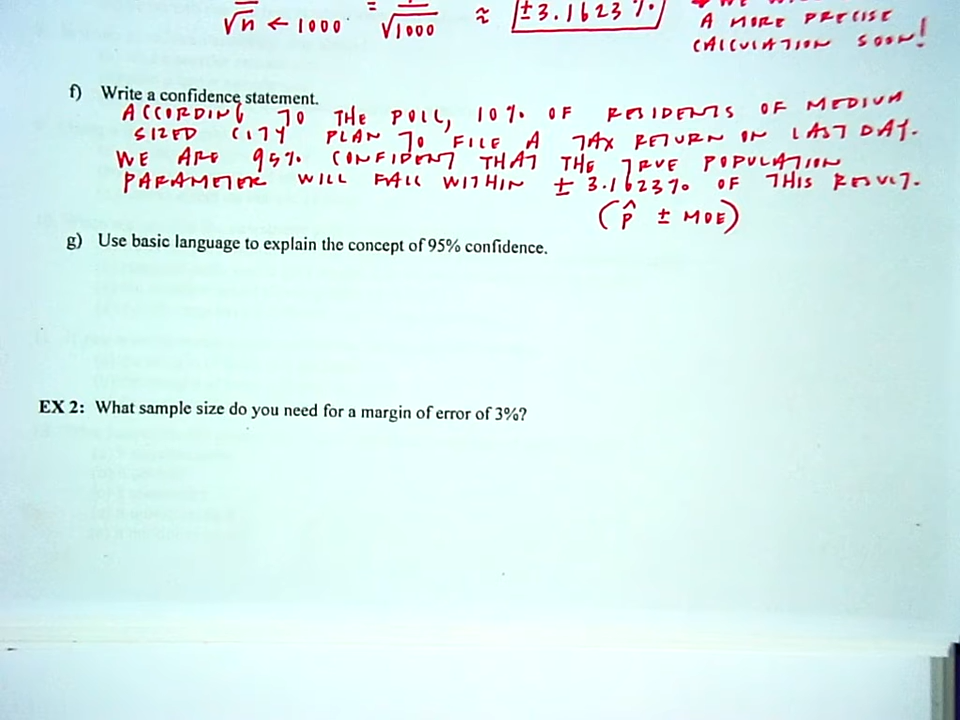 √n ← 1000 = √1000 ≈ ±3.1623%
A MORE PRECISE
CALCULATION SOON!
f) Write a confidence statement.
ACCORDING TO THE POLL, 10% OF RESIDENTS OF MEDIUM
SIZED CITY PLAN TO FILE A TAX RETURN ON LAST DAY.
WE ARE 95% CONFIDENT THAT THE TRUE POPULATION
PARAMETER WILL FALL WITHIN ± 3.1623% OF THIS RESULT.
(p̂ ± MOE)
g) Use basic language to explain the concept of 95% confidence.
EX 2: What sample size do you need for a margin of error of 3%?